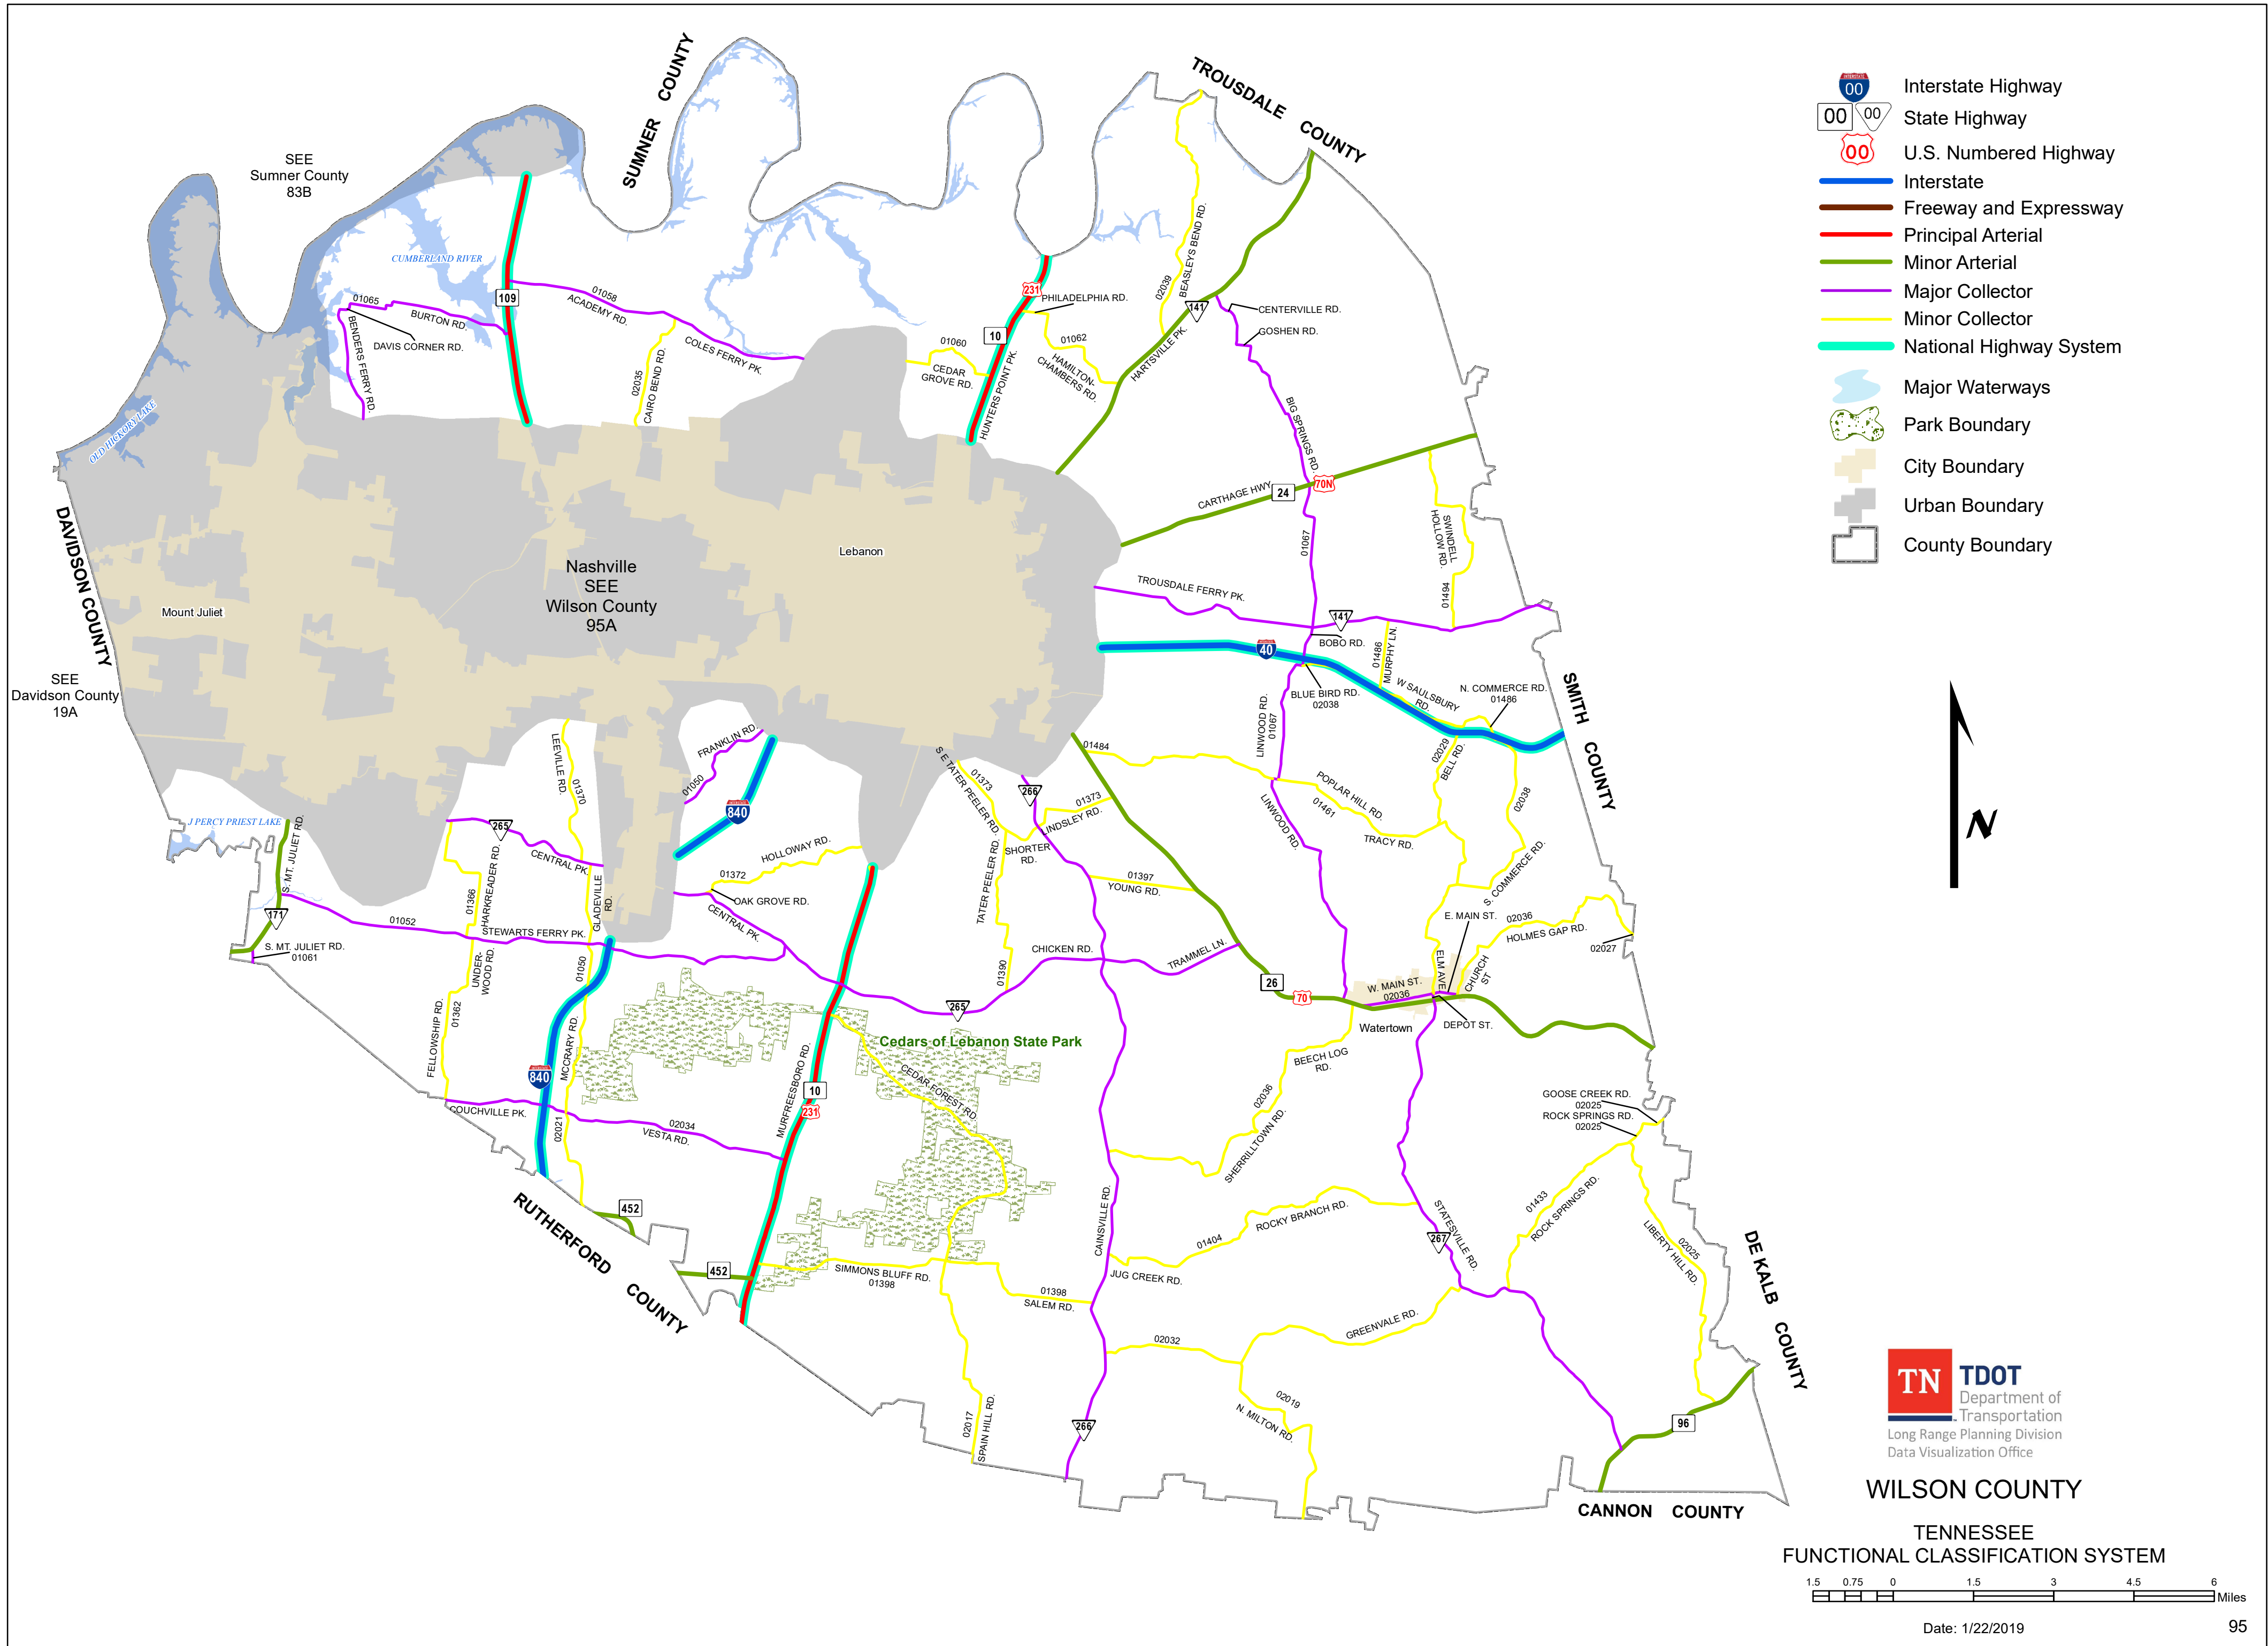 SUMNER COUNTY
TROUSDALE COUNTY
SEE
Sumner County
83B
CUMBERLAND RIVER
OLD HICKORY LAKE
DAVIDSON COUNTY
SEE
Davidson County
19A
Mount Juliet
Nashville
SEE
Wilson County
95A
Lebanon
01065
BURTON RD.
DAVIS CORNER RD.
BENDERS FERRY RD.
109
01058
ACADEMY RD.
COLES FERRY PK.
02035
CAIRO BEND RD.
01060
CEDAR
GROVE RD.
231
10
HUNTERS POINT PK.
PHILADELPHIA RD.
01062
HAMILTON-
CHAMBERS RD.
02039
BEASLEYS BEND RD.
141
HARTSVILLE PK.
CENTERVILLE RD.
GOSHEN RD.
BIG SPRINGS RD.
CARTHAGE HWY
24
70N
01067
SWINDELL
HOLLOW RD.
01494
TROUSDALE FERRY PK.
141
BOBO RD.
40
01486
MURPHY LN.
BLUE BIRD RD.
02038
W SAULSBURY
RD.
N. COMMERCE RD.
01486
LINWOOD RD.
01067
SMITH COUNTY
02029
BELL RD.
02038
POPLAR HILL RD.
01461
TRACY RD.
LINWOOD RD.
S. COMMERCE RD.
E. MAIN ST.
02036
HOLMES GAP RD.
02027
ELM AVE
CHURCH
ST
W. MAIN ST.
02036
DEPOT ST.
Watertown
26
70
01484
01373
S E TATER PEELER RD.
266
01373
LINDSLEY RD.
SHORTER
RD.
TATER PEELER RD.
01390
01397
YOUNG RD.
CHICKEN RD.
TRAMMEL LN.
265
LEEVILLE RD.
01370
FRANKLIN RD.
01050
840
HOLLOWAY RD.
01372
OAK GROVE RD.
CENTRAL PK.
J PERCY PRIEST LAKE
S. MT. JULIET RD.
171
S. MT. JULIET RD.
01061
01052
STEWARTS FERRY PK.
265
CENTRAL PK.
01366
SHARKREADER RD.
GLADEVILLE
RD.
UNDER-
WOOD RD.
01050
FELLOWSHIP RD.
01362
MCCRARY RD.
840
COUCHVILLE PK.
02021
02034
VESTA RD.
MURFREESBORO RD.
10
231
Cedars of Lebanon State Park
CEDAR FOREST RD.
452
452
RUTHERFORD COUNTY
SIMMONS BLUFF RD.
01398
01398
SALEM RD.
02017
SPAIN HILL RD.
CAINSVILLE RD.
266
BEECH LOG
RD.
02036
SHERRILLTOWN RD.
ROCKY BRANCH RD.
01404
JUG CREEK RD.
02032
GREENVALE RD.
02019
N. MILTON RD.
STATESVILLE RD.
267
GOOSE CREEK RD.
02025
ROCK SPRINGS RD.
02025
01433
ROCK SPRINGS RD.
02025
LIBERTY HILL RD.
DE KALB COUNTY
96
CANNON COUNTY
INTERSTATE
00
Interstate Highway
00
00
State Highway
00
U.S. Numbered Highway
Interstate
Freeway and Expressway
Principal Arterial
Minor Arterial
Major Collector
Minor Collector
National Highway System
Major Waterways
Park Boundary
City Boundary
Urban Boundary
County Boundary
N
TN
TDOT
Department of
Transportation
Long Range Planning Division
Data Visualization Office
WILSON COUNTY
TENNESSEE
FUNCTIONAL CLASSIFICATION SYSTEM
1.5 0.75 0 1.5 3 4.5 6
Miles
Date: 1/22/2019
95